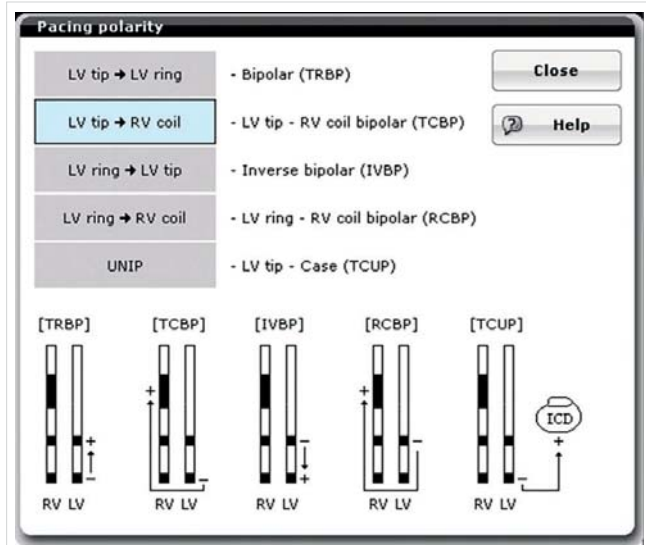 Pacing polarity
LV tip ➔ LV ring - Bipolar (TRBP)
Close
LV tip ➔ RV coil - LV tip - RV coil bipolar (TCBP)
Help
LV ring ➔ LV tip - Inverse bipolar (IVBP)
LV ring ➔ RV coil - LV ring - RV coil bipolar (RCBP)
UNIP - LV tip - Case (TCUP)
[TRBP] [TCBP] [IVBP] [RCBP] [TCUP]
+ + - + - ICD
+
- - + -
RV LV RV LV RV LV RV LV RV LV